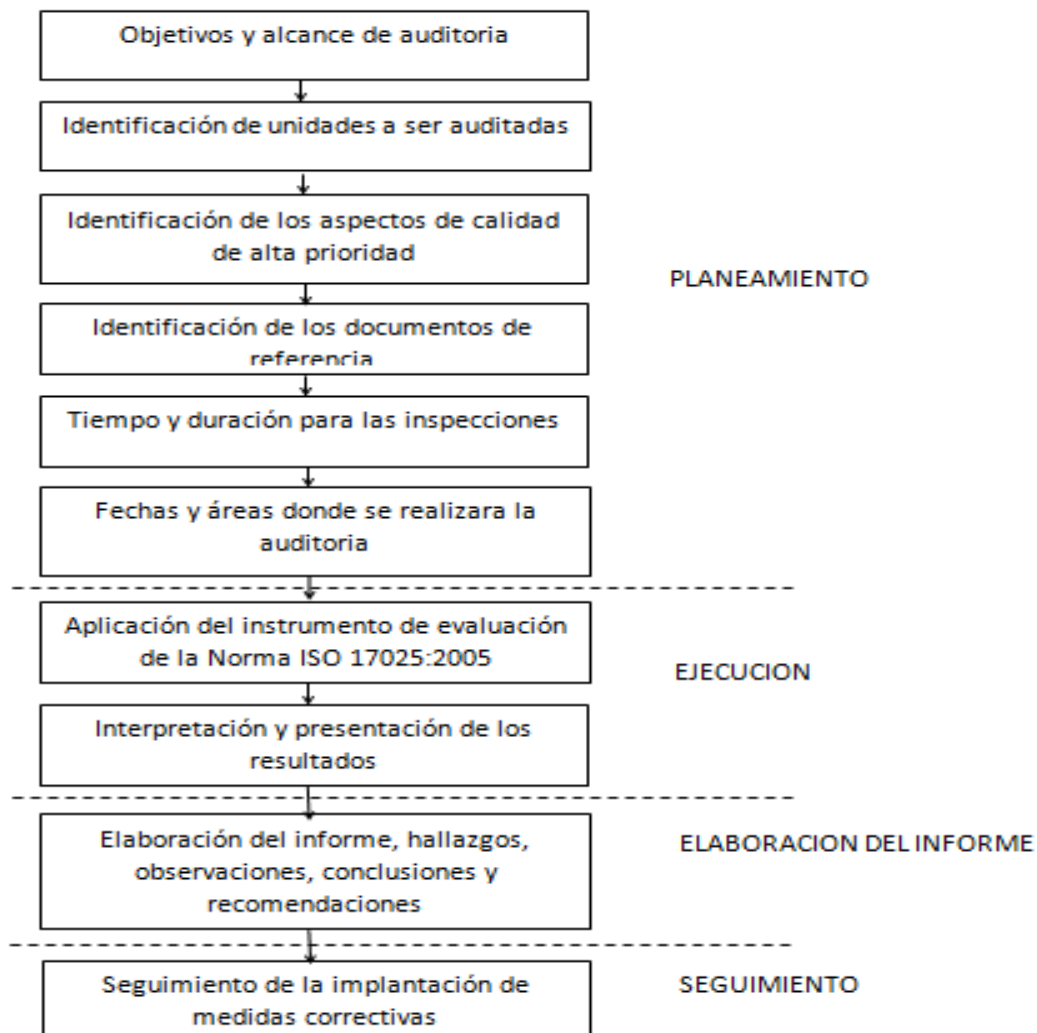 Objetivos y alcance de auditoria
Identificación de unidades a ser auditadas
Identificación de los aspectos de calidad
de alta prioridad
PLANEAMIENTO
Identificación de los documentos de
referencia
Tiempo y duración para las inspecciones
Fechas y áreas donde se realizara la
auditoria
Aplicación del instrumento de evaluación
de la Norma ISO 17025:2005
EJECUCION
Interpretación y presentación de los
resultados
Elaboración del informe, hallazgos,
observaciones, conclusiones y
recomendaciones
ELABORACION DEL INFORME
Seguimiento de la implantación de
medidas correctivas
SEGUIMIENTO